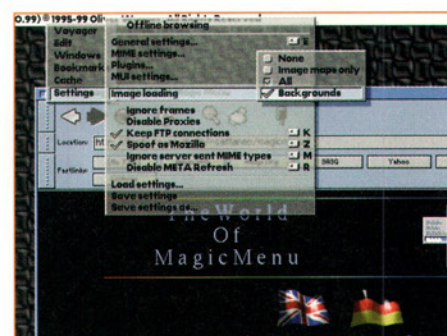 0.99) © 1995-99 Oli
Voyager
Edit
Windows
Bookmark
Cache
Settings
Offline browsing
General settings...
MIME settings...
Plugins...
MUI settings...
Image loading
None
Image maps only
All
Backgrounds
Ignore frames
Disable Proxies
Keep FTP connections K
Spoof as Mozilla Z
Ignore server sent MIME types M
Disable META Refresh R
Load settings...
Save settings
Save settings as...
Location:
Fastlinks:
Yahoo
The World
Of
MagicMenu